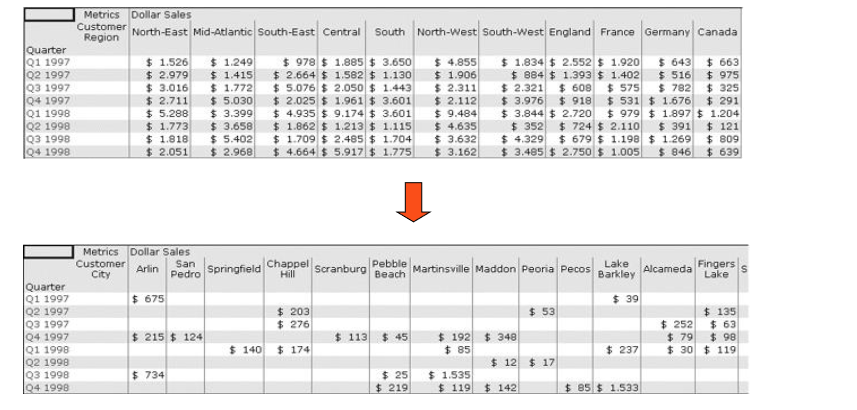 Metrics Dollar Sales
Customer Region North-East Mid-Atlantic South-East Central South North-West South-West England France Germany Canada
Quarter
Q1 1997 $ 1.526 $ 1.249 $ 978 $ 1.885 $ 3.650 $ 4.855 $ 1.834 $ 2.552 $ 1.920 $ 643 $ 663
Q2 1997 $ 2.979 $ 1.415 $ 2.664 $ 1.582 $ 1.130 $ 1.906 $ 884 $ 1.393 $ 1.402 $ 516 $ 975
Q3 1997 $ 3.016 $ 1.772 $ 5.076 $ 2.050 $ 1.443 $ 2.311 $ 2.321 $ 608 $ 575 $ 782 $ 325
Q4 1997 $ 2.711 $ 5.030 $ 2.025 $ 1.961 $ 3.601 $ 2.112 $ 3.976 $ 918 $ 531 $ 1.676 $ 291
Q1 1998 $ 5.288 $ 3.399 $ 4.935 $ 9.174 $ 3.601 $ 9.484 $ 3.844 $ 2.720 $ 979 $ 1.897 $ 1.204
Q2 1998 $ 1.773 $ 3.658 $ 1.862 $ 1.213 $ 1.115 $ 4.635 $ 352 $ 724 $ 2.110 $ 391 $ 121
Q3 1998 $ 1.818 $ 5.402 $ 1.709 $ 2.485 $ 1.704 $ 3.632 $ 4.329 $ 679 $ 1.198 $ 1.269 $ 809
Q4 1998 $ 2.051 $ 2.968 $ 4.664 $ 5.917 $ 1.775 $ 3.162 $ 3.485 $ 2.750 $ 1.005 $ 846 $ 639
Metrics Dollar Sales
Customer City Arlin San Pedro Springfield Chappel Hill Scranburg Pebble Beach Martinsville Maddon Peoria Pecos Lake Barkley Alcameda Fingers Lake S
Quarter
Q1 1997 $ 675 $ 39
Q2 1997 $ 203 $ 53 $ 135
Q3 1997 $ 276 $ 252 $ 63
Q4 1997 $ 215 $ 124 $ 113 $ 45 $ 192 $ 348 $ 79 $ 98
Q1 1998 $ 140 $ 174 $ 85 $ 237 $ 30 $ 119
Q2 1998 $ 12 $ 17
Q3 1998 $ 734 $ 25 $ 1.535
Q4 1998 $ 219 $ 119 $ 142 $ 85 $ 1.533